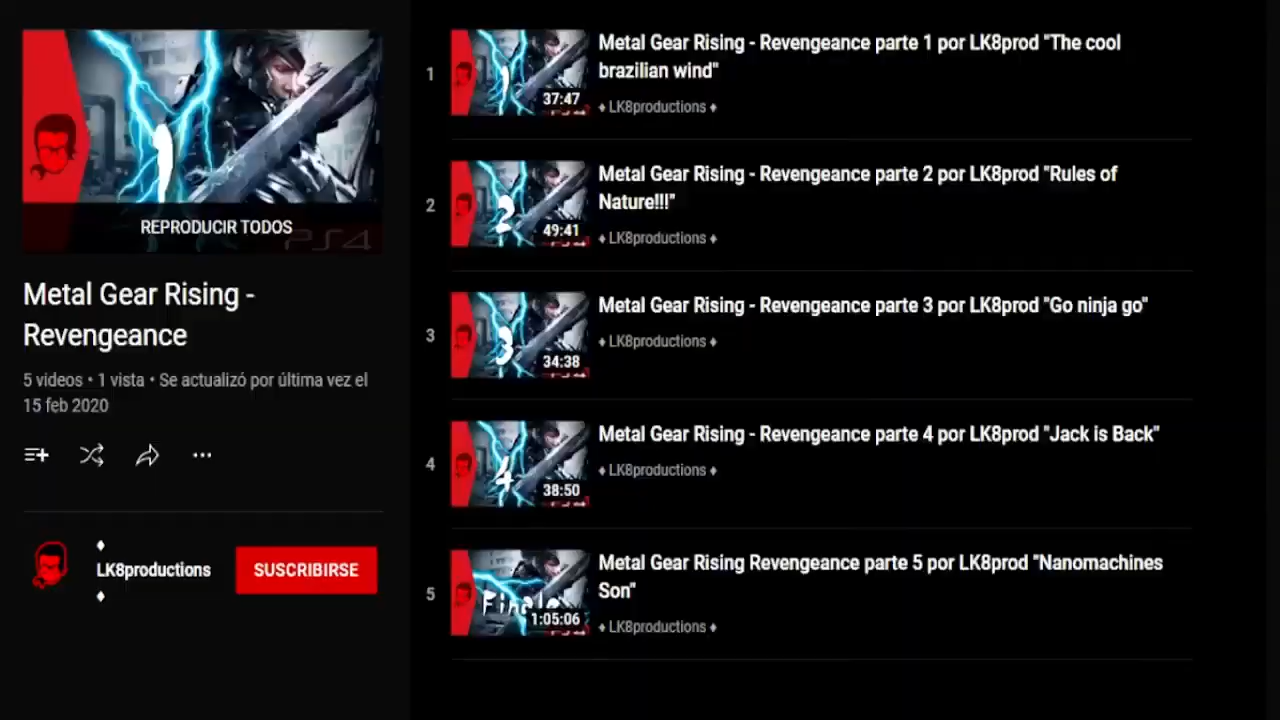 REPRODUCIR TODOS
PS4
Metal Gear Rising -
Revengeance
5 videos • 1 vista • Se actualizó por última vez el
15 feb 2020
♦
LK8productions
♦
SUSCRIBIRSE
1
37:47
Metal Gear Rising - Revengeance parte 1 por LK8prod "The cool
brazilian wind"
♦ LK8productions ♦
2
2
49:41
Metal Gear Rising - Revengeance parte 2 por LK8prod "Rules of
Nature!!!"
♦ LK8productions ♦
3
3
34:38
Metal Gear Rising - Revengeance parte 3 por LK8prod "Go ninja go"
♦ LK8productions ♦
4
4
38:50
Metal Gear Rising - Revengeance parte 4 por LK8prod "Jack is Back"
♦ LK8productions ♦
5
Finale
1:05:06
Metal Gear Rising Revengeance parte 5 por LK8prod "Nanomachines
Son"
♦ LK8productions ♦